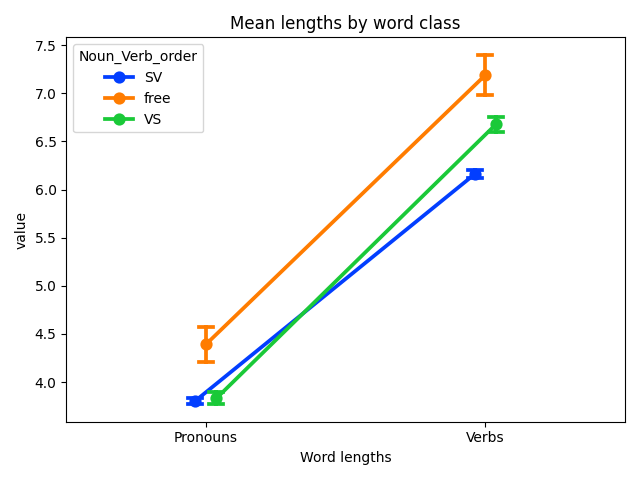 Mean lengths by word class
Noun_Verb_order
SV
free
VS
value
7.5
7.0
6.5
6.0
5.5
5.0
4.5
4.0
Pronouns
Verbs
Word lengths